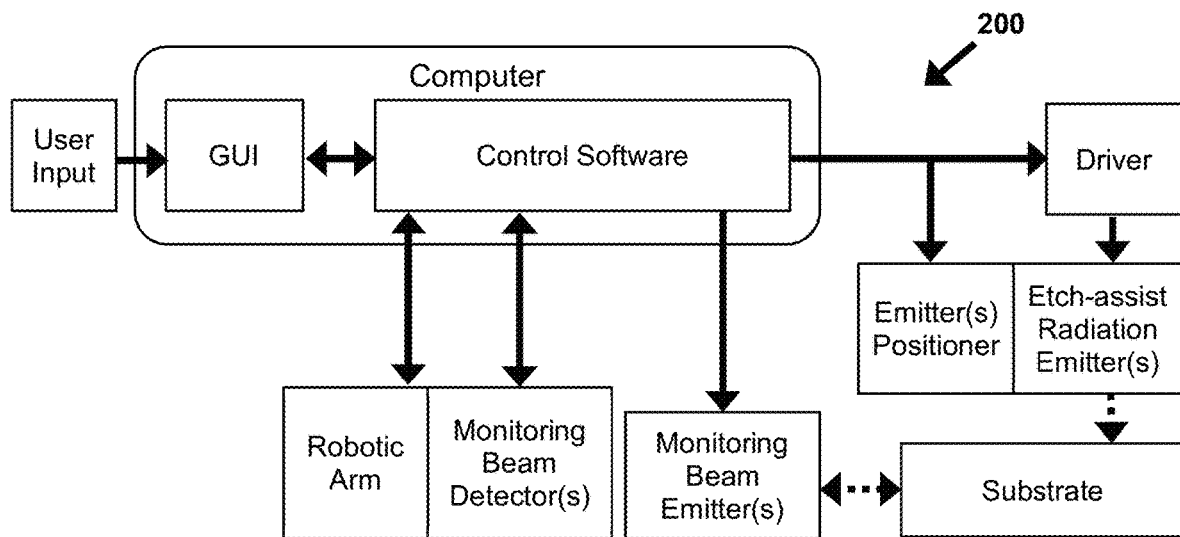 200
Computer
User
Input
GUI
Control Software
Driver
Emitter(s)
Positioner
Etch-assist
Radiation
Emitter(s)
Robotic
Arm
Monitoring
Beam
Detector(s)
Monitoring
Beam
Emitter(s)
Substrate